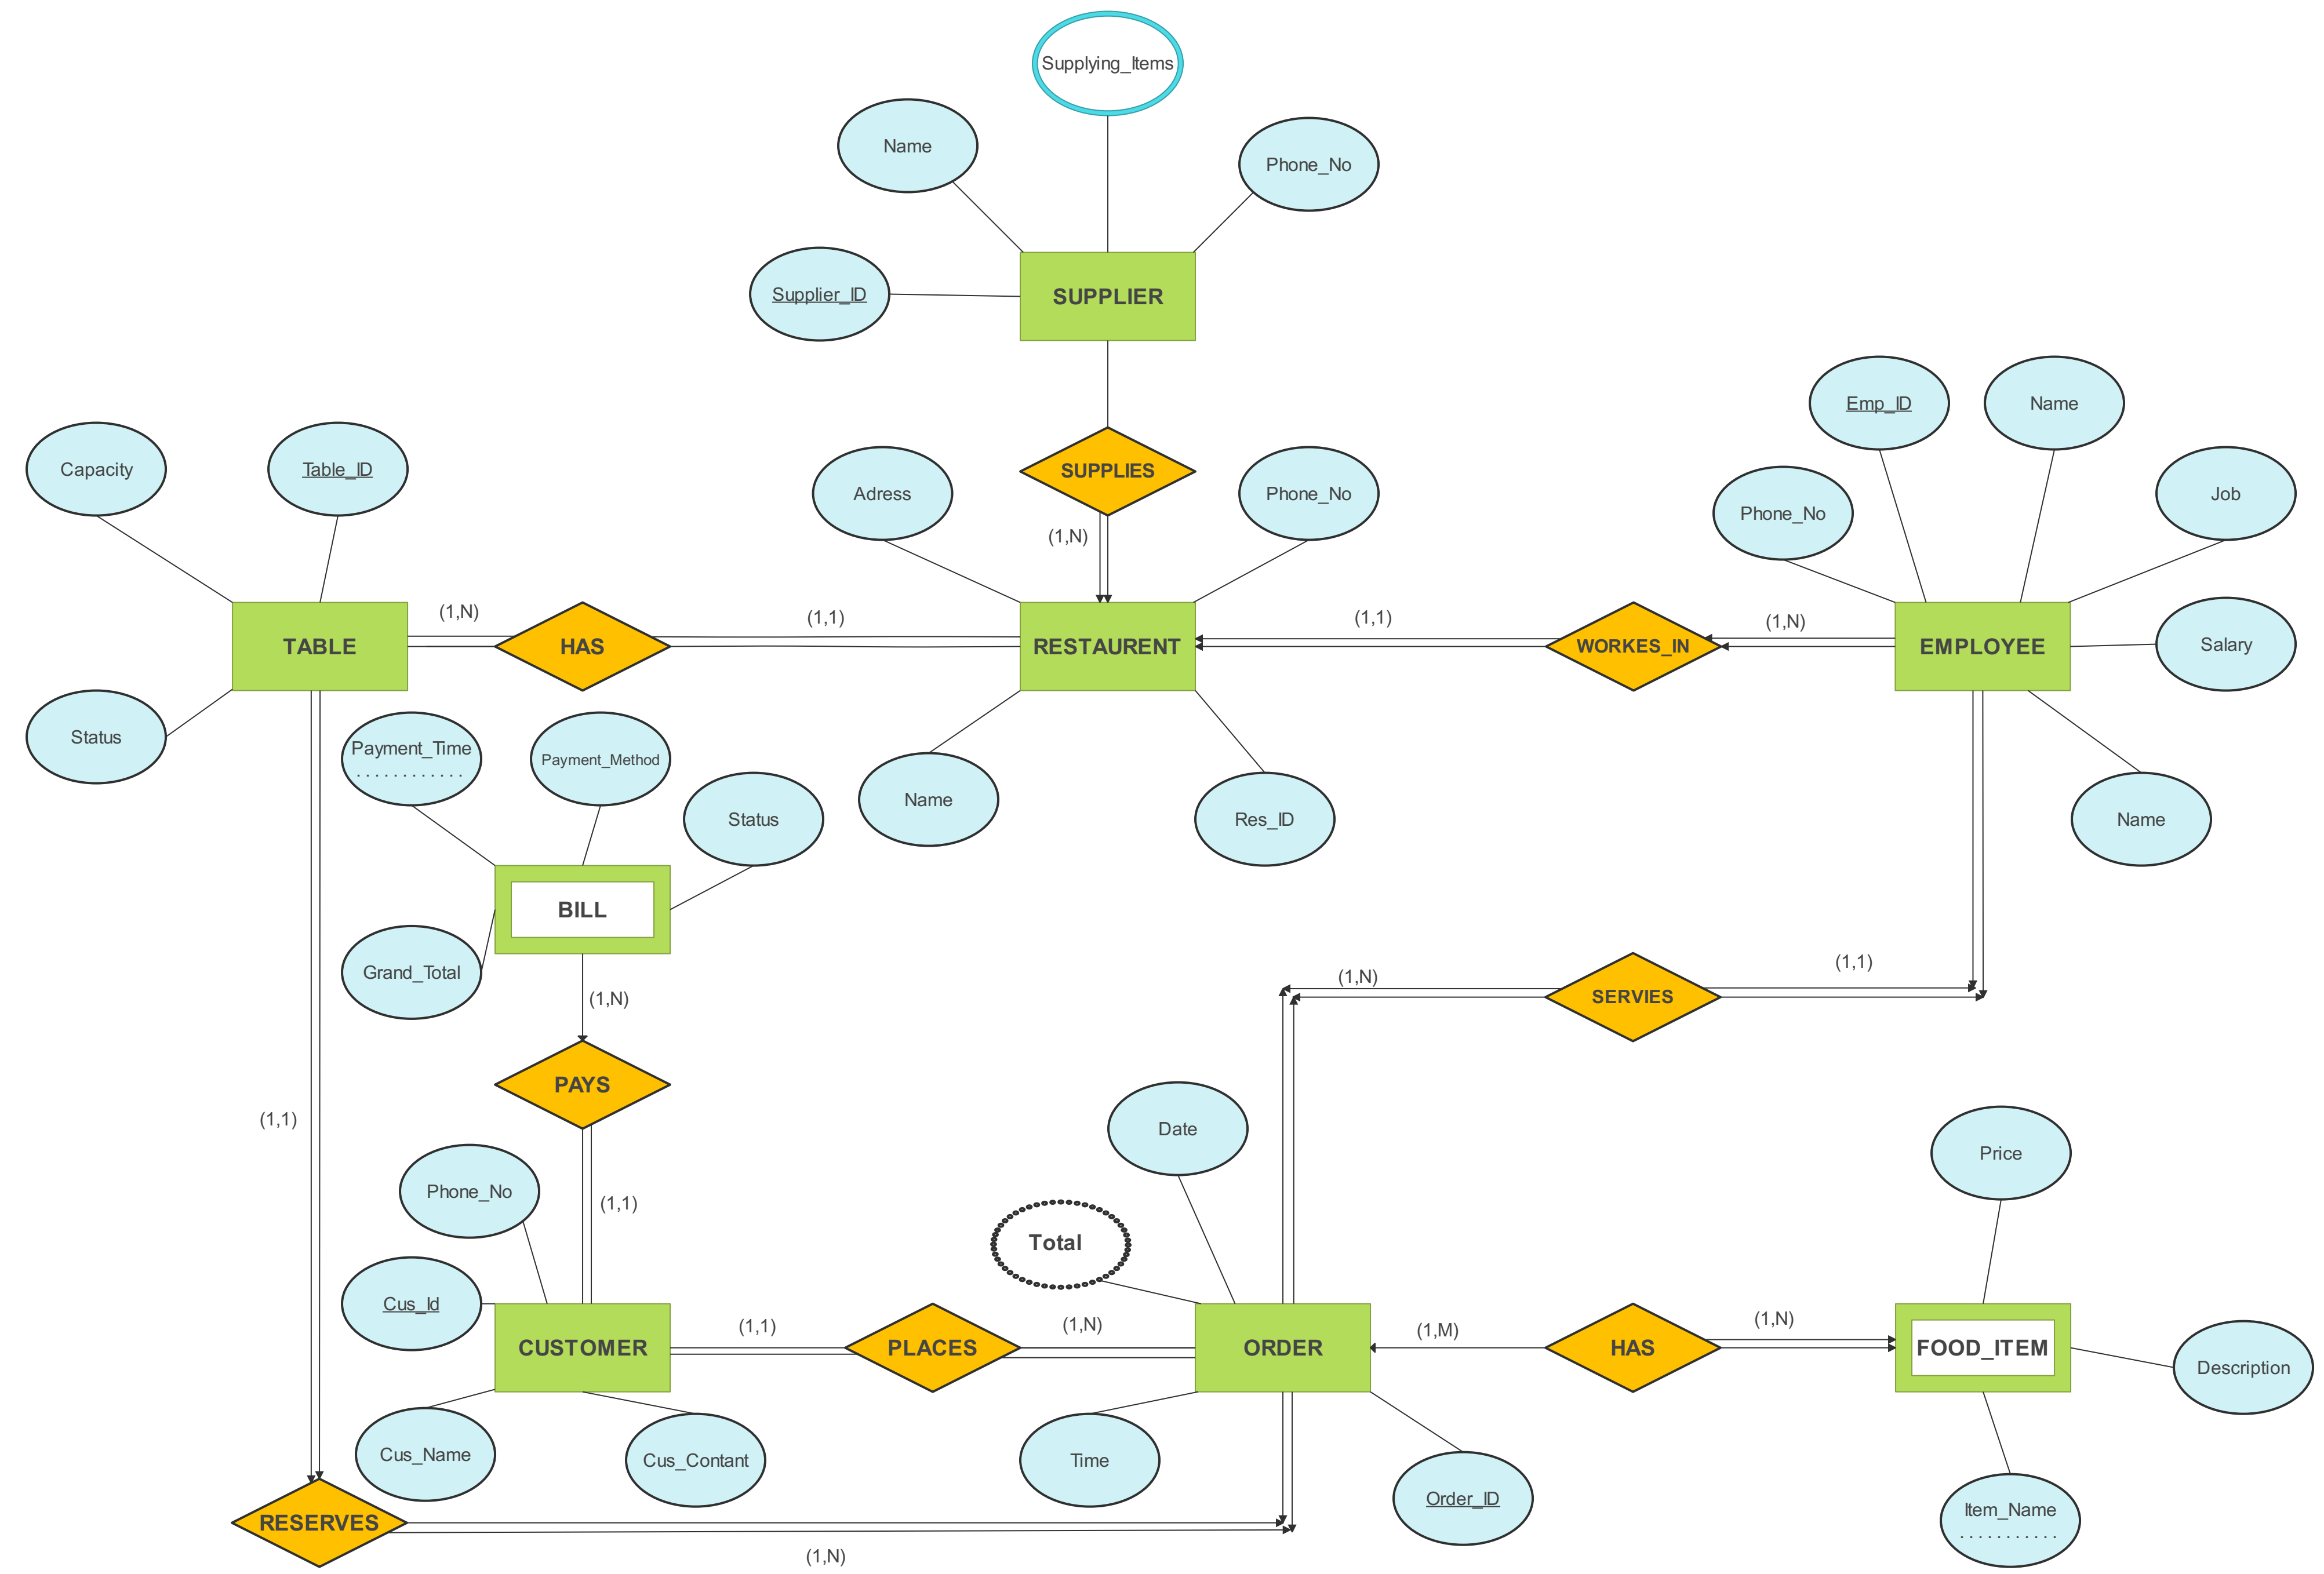 Supplying_Items
Name
Phone_No
Supplier_ID
SUPPLIER
Emp_ID
Name
Capacity
Table_ID
SUPPLIES
Adress
Phone_No
Phone_No
Job
(1,N)
(1,N)
(1,1)
(1,1)
(1,N)
TABLE
HAS
RESTAURENT
WORKES_IN
EMPLOYEE
Salary
Status
Payment_Time
Payment_Method
Status
Name
Res_ID
Name
BILL
Grand_Total
(1,N)
(1,N)
(1,1)
SERVIES
PAYS
(1,1)
Date
Price
Phone_No
(1,1)
Total
Cus_Id
(1,1)
(1,N)
(1,M)
(1,N)
CUSTOMER
PLACES
ORDER
HAS
FOOD_ITEM
Description
Cus_Name
Cus_Contant
Time
Order_ID
Item_Name
RESERVES
(1,N)